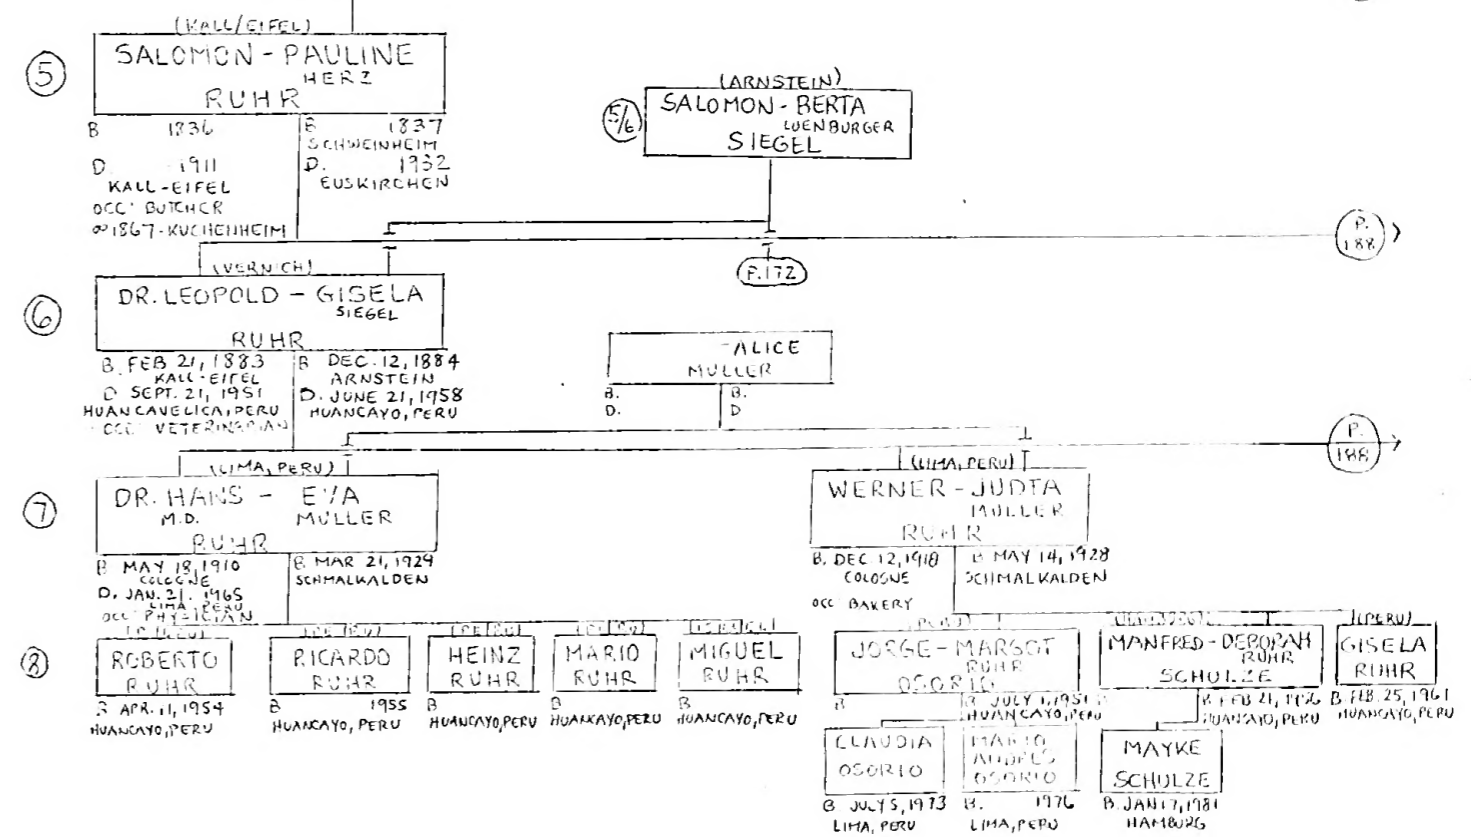 (KALL/EIFEL)
5
SALOMON - PAULINE
HERZ
RUHR
B 1836
B 1837
SCHWEINHEIM
D. 1911
KALL-EIFEL
D. 1932
EUSKIRCHEN
OCC: BUTCHER
∞ 1867-KUCHENHEIM
(ARNSTEIN)
5/6
SALOMON - BERTA
LUENBURGER
SIEGEL
P. 188
P.172
(VERNICH)
6
DR. LEOPOLD - GISELA
SIEGEL
RUHR
B. FEB 21, 1883
KALL-EIFEL
D SEPT. 21, 1951
HUANCAVELICA, PERU
OCC: VETERINARIAN
B DEC. 12, 1884
ARNSTEIN
D. JUNE 21, 1958
HUANCAYO, PERU
-ALICE
MULLER
B. B.
D. D
P. 188
(LIMA, PERU)
7
DR. HANS - EVA
M.D. MULLER
RUHR
B MAY 18, 1910
COLOGNE
D. JAN. 21. 1965
LIMA, PERU
OCC: PHYSICIAN
B MAR 21, 1929
SCHMALKALDEN
(LIMA, PERU)
WERNER - JUDTA
MULLER
RUHR
B. DEC 12, 1918
COLOGNE
OCC BAKERY
B MAY 14, 1928
SCHMALKALDEN
8
ROBERTO
RUHR
B APR. 11, 1954
HUANCAYO, PERU
RICARDO
RUHR
B 1955
HUANCAYO, PERU
HEINZ
RUHR
B
HUANCAYO, PERU
MARIO
RUHR
B
HUANCAYO, PERU
(ISRAEL)
MIGUEL
RUHR
B
HUANCAYO, PERU
(PERU)
JORGE - MARGOT
RUHR
OSORIO
B
B JULY 1, 1951
HUANCAYO, PERU
MANFRED - DEBORAH
RUHR
SCHULZE
B
B FEB 21, 1956
HUANCAYO, PERU
(PERU)
GISELA
RUHR
B. FEB. 25, 1961
HUANCAYO, PERU
CLAUDIA
OSORIO
B JULY 5, 1973
LIMA, PERU
MARIO
ANDRES
OSORIO
B. 1976
LIMA, PERU
MAYKE
SCHULZE
B. JAN 17, 1981
HAMBURG